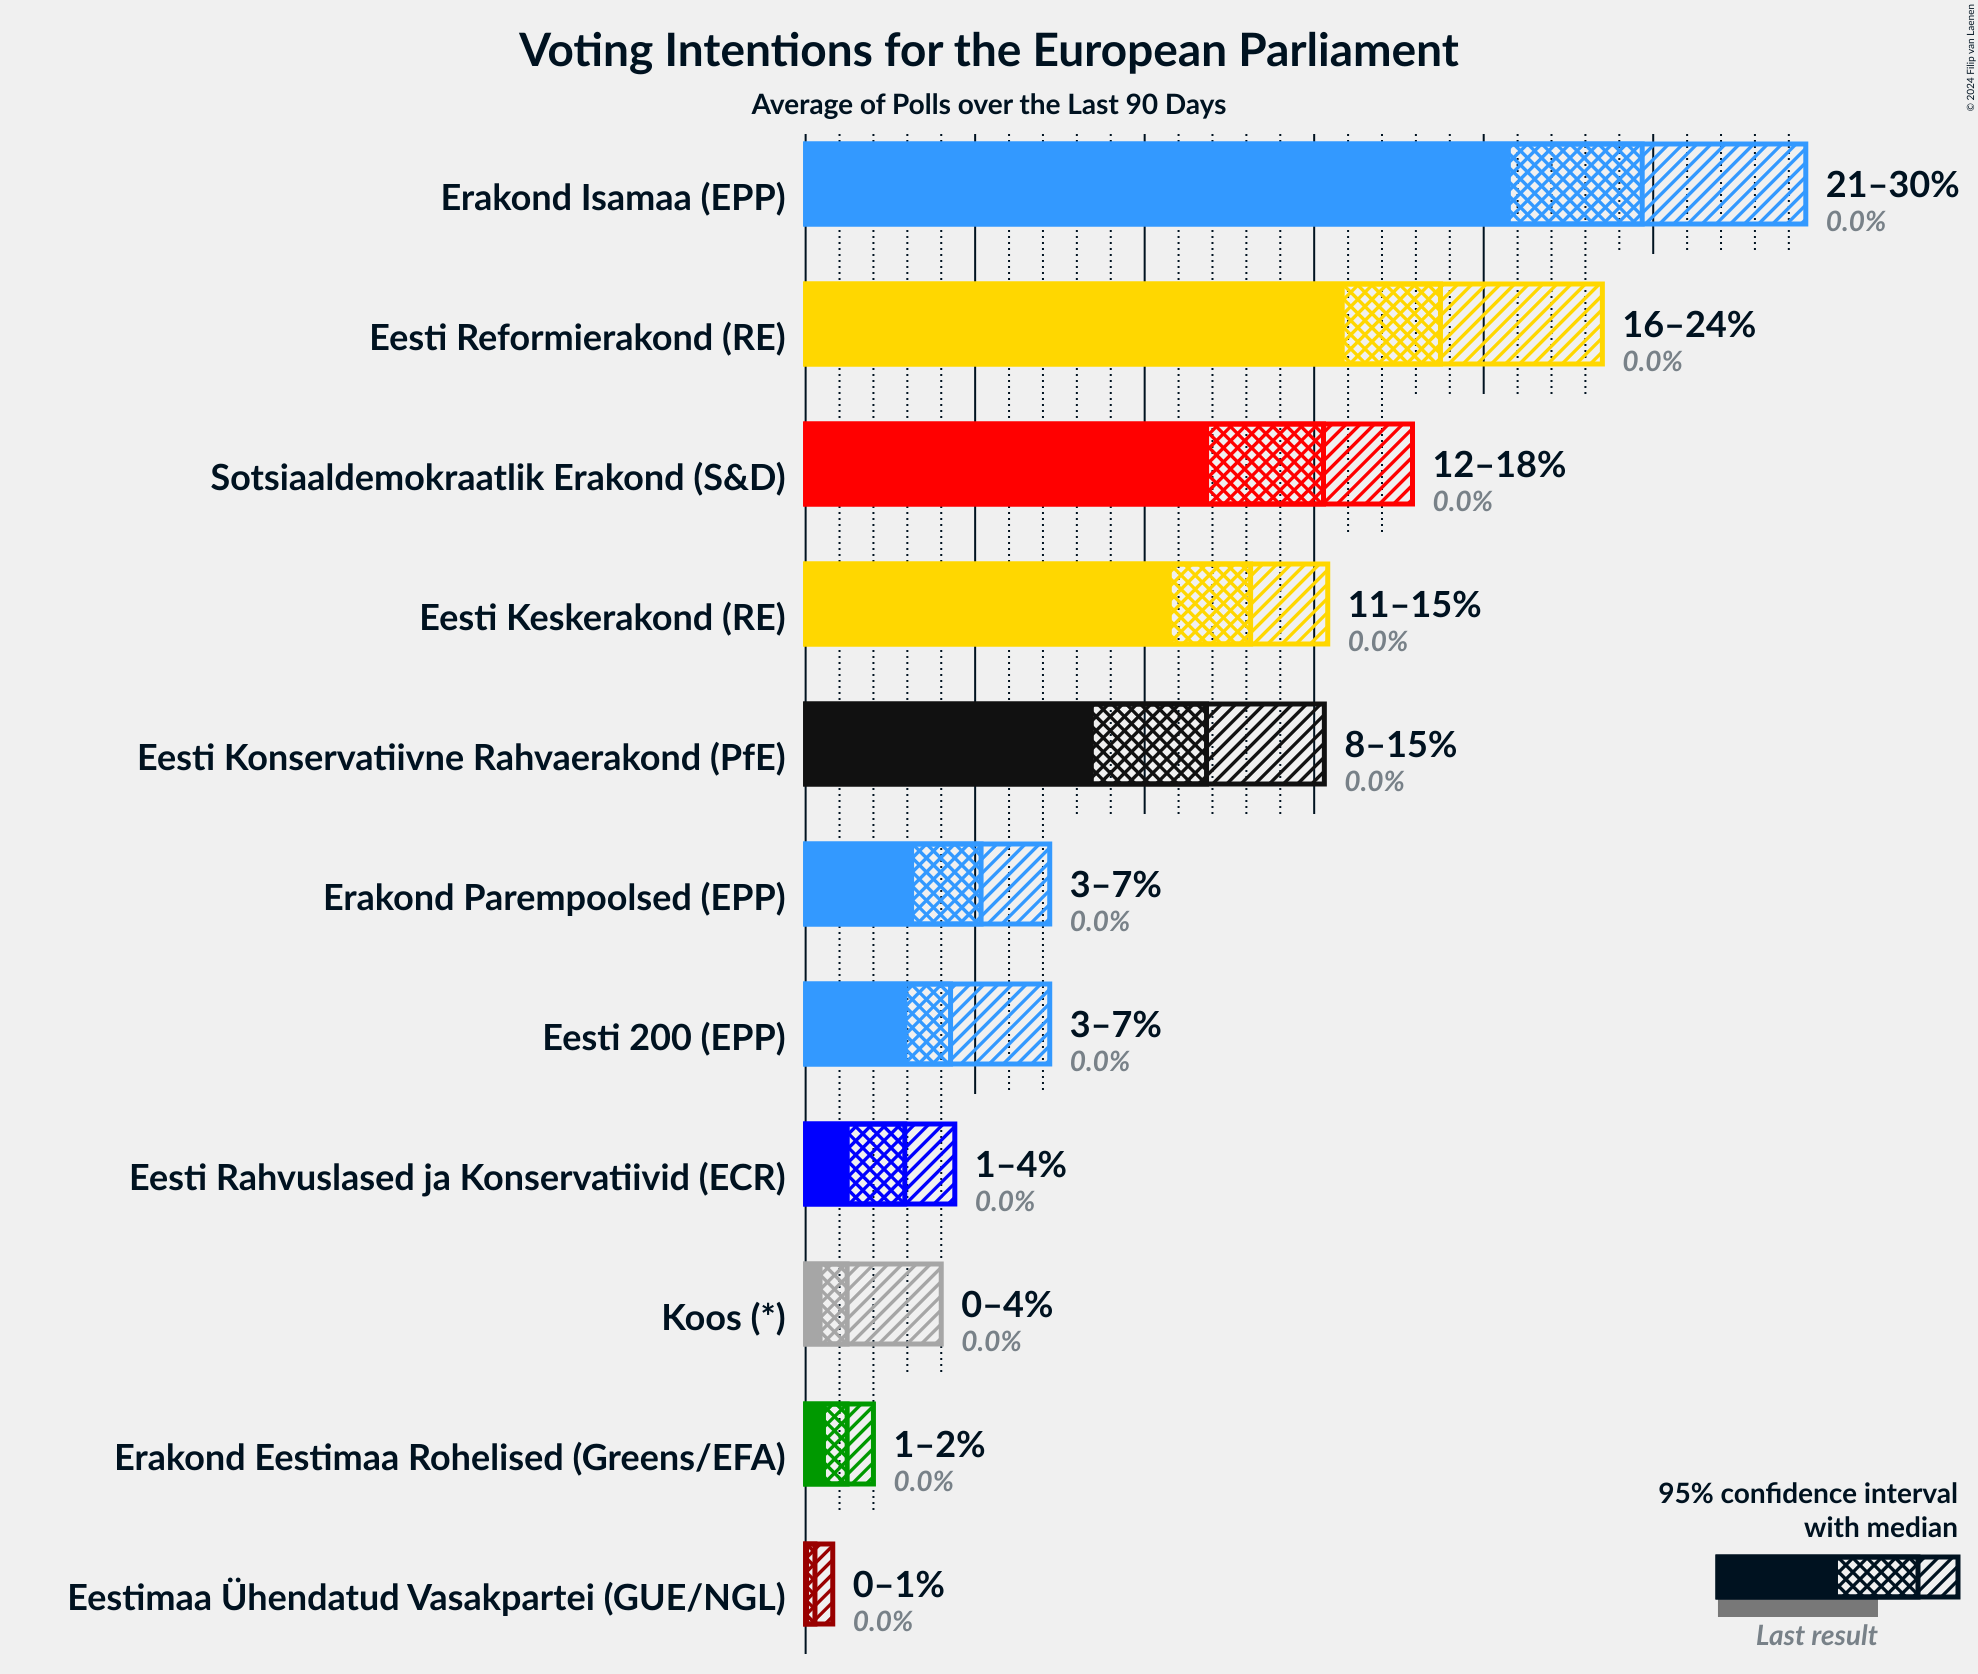 Voting Intentions for the European Parliament
Average of Polls over the Last 90 Days
© 2024 Filip van Laenen
Erakond Isamaa (EPP)
21–30%
0.0%
Eesti Reformierakond (RE)
16–24%
0.0%
Sotsiaaldemokraatlik Erakond (S&D)
12–18%
0.0%
Eesti Keskerakond (RE)
11–15%
0.0%
Eesti Konservatiivne Rahvaerakond (PfE)
8–15%
0.0%
Erakond Parempoolsed (EPP)
3–7%
0.0%
Eesti 200 (EPP)
3–7%
0.0%
Eesti Rahvuslased ja Konservatiivid (ECR)
1–4%
0.0%
Koos (*)
0–4%
0.0%
Erakond Eestimaa Rohelised (Greens/EFA)
1–2%
0.0%
Eestimaa Ühendatud Vasakpartei (GUE/NGL)
0–1%
0.0%
95% confidence interval
with median
Last result